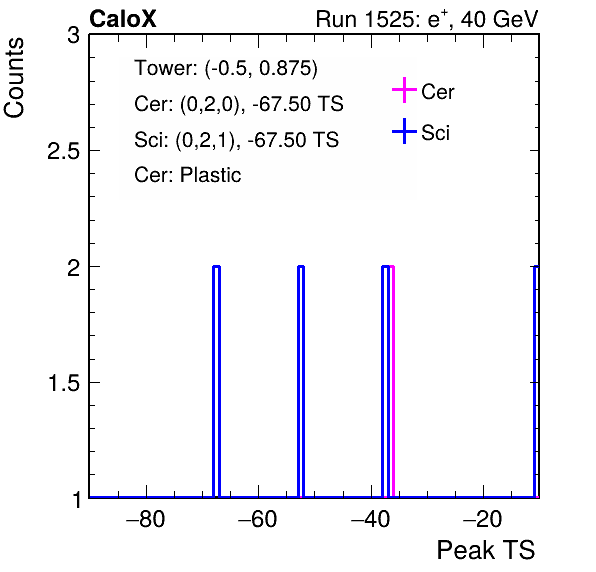 CaloX Run 1525: e⁺, 40 GeV
Counts
3
2.5
2
1.5
1
Tower: (-0.5, 0.875)
Cer: (0,2,0), -67.50 TS
Sci: (0,2,1), -67.50 TS
Cer: Plastic
Cer
Sci
−80 −60 −40 −20
Peak TS